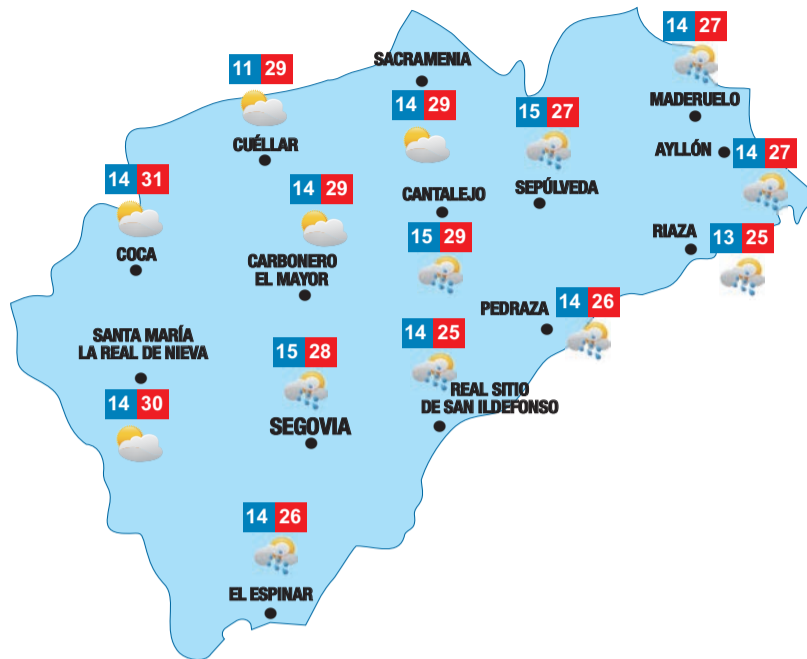 14 27
MADERUELO
SACRAMENIA
14 29
11 29
CUÉLLAR
15 27
SEPÚLVEDA
AYLLÓN
14 27
14 31
COCA
14 29
CARBONERO
EL MAYOR
CANTALEJO
15 29
RIAZA
13 25
PEDRAZA
14 26
SANTA MARÍA
LA REAL DE NIEVA
14 30
15 28
SEGOVIA
14 25
REAL SITIO
DE SAN ILDEFONSO
14 26
EL ESPINAR